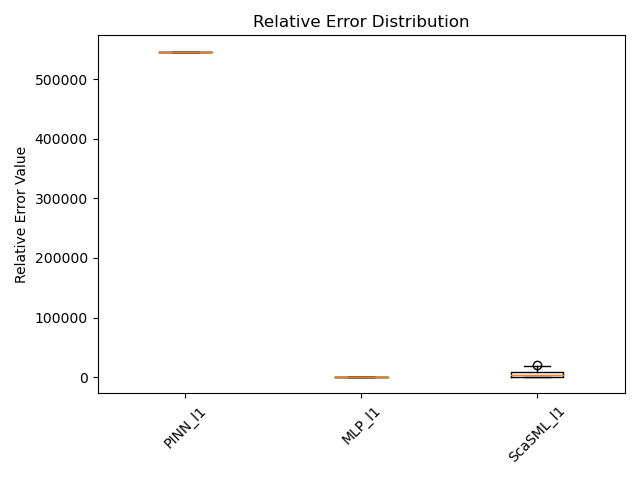 Relative Error Distribution
Relative Error Value
500000
400000
300000
200000
100000
0
PINN_l1
MLP_l1
ScaSML_l1